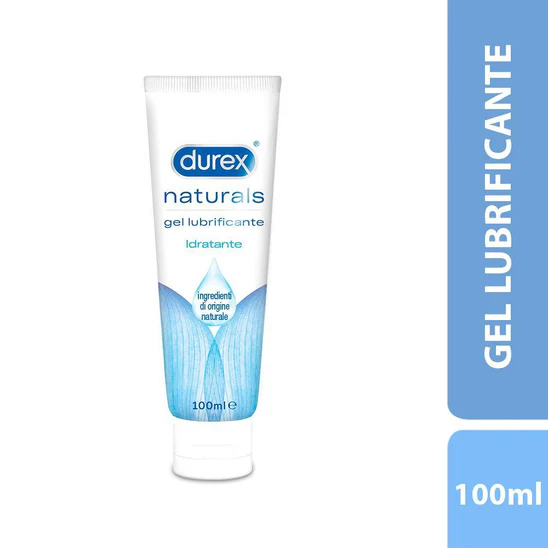 durex
naturals
gel lubrificante
Idratante
ingredienti
di origine
naturale
100ml e
GEL LUBRIFICANTE
100ml